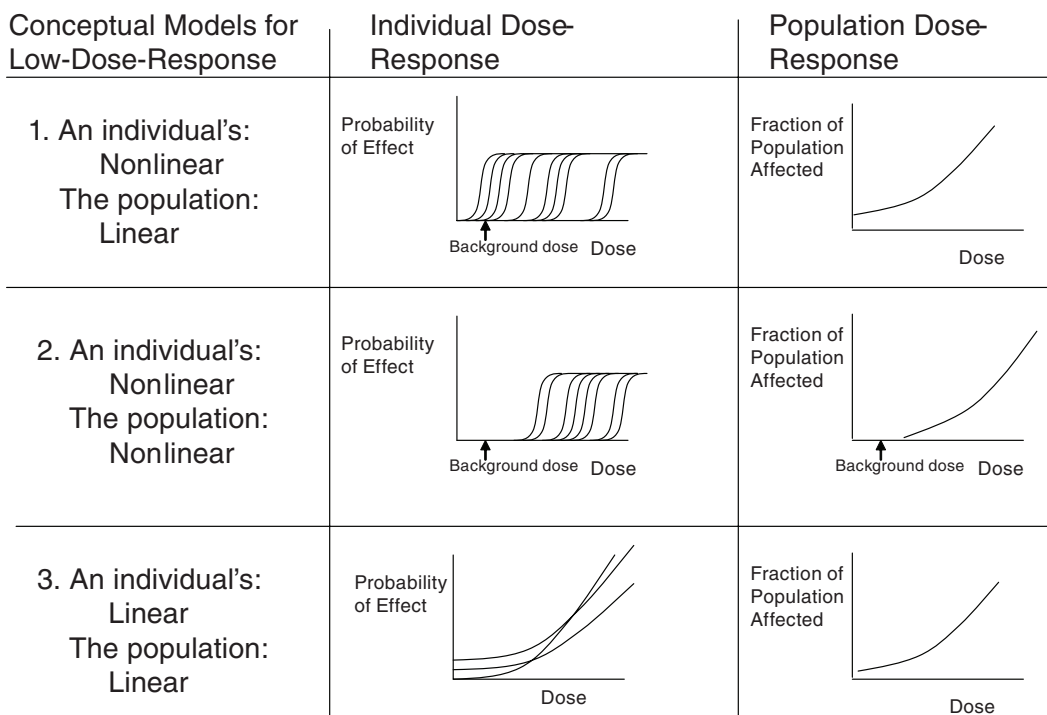 Conceptual Models for
Low-Dose-Response
Individual Dose-
Response
Population Dose-
Response
1. An individual's:
Nonlinear
The population:
Linear
Probability
of Effect
Background dose Dose
Fraction of
Population
Affected
Dose
2. An individual's:
Nonlinear
The population:
Nonlinear
Probability
of Effect
Background dose Dose
Fraction of
Population
Affected
Background dose Dose
3. An individual's:
Linear
The population:
Linear
Probability
of Effect
Dose
Fraction of
Population
Affected
Dose